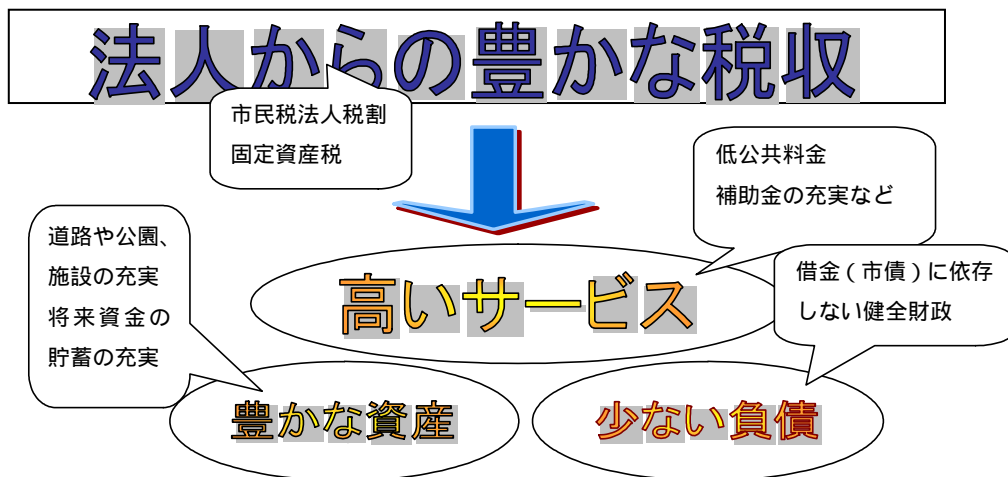 法人からの豊かな税収
市民税法人税割
固定資産税
低公共料金
補助金の充実など
道路や公園、
施設の充実
将来資金の
貯蓄の充実
高いサービス
借金（市債）に依存
しない健全財政
豊かな資産
少ない負債